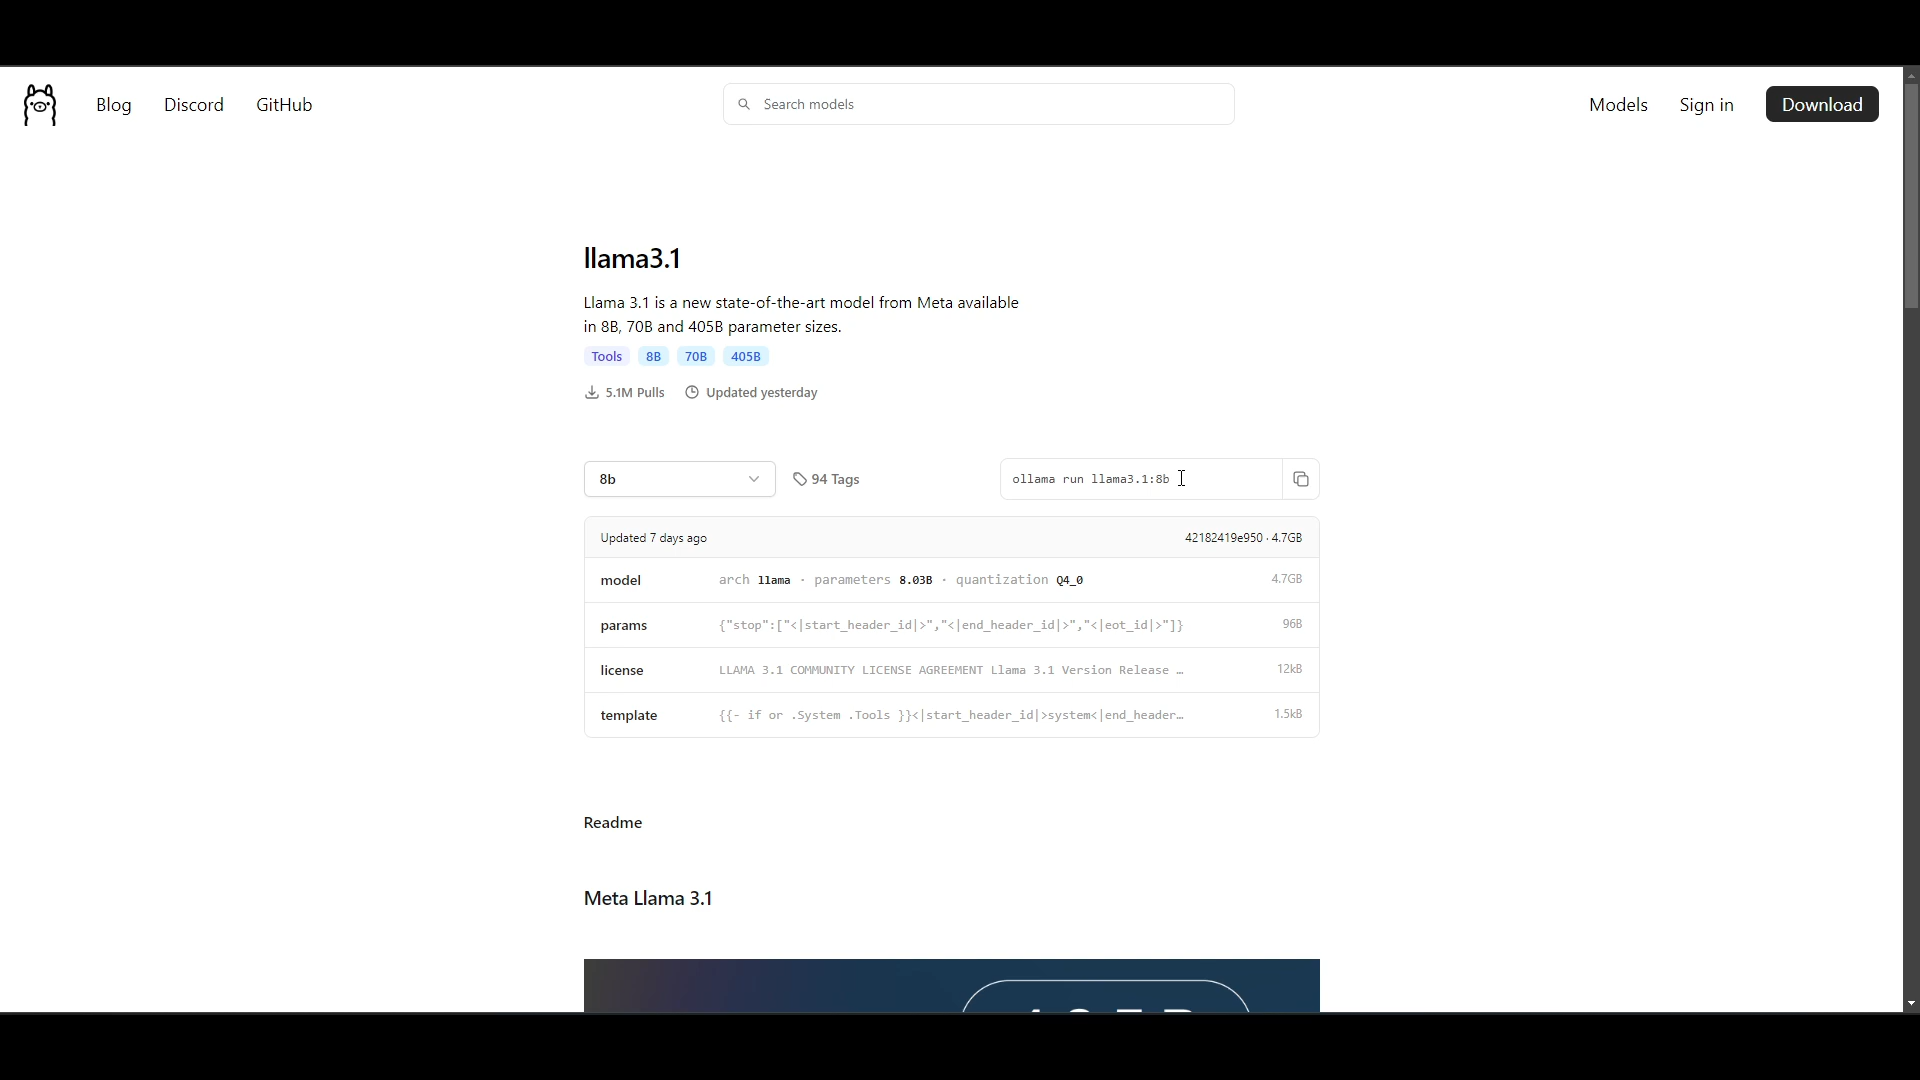 Blog Discord GitHub Search models Models Sign in Download
llama3.1
Llama 3.1 is a new state-of-the-art model from Meta available
in 8B, 70B and 405B parameter sizes.
Tools 8B 70B 405B
5.1M Pulls Updated yesterday
8b 94 Tags ollama run llama3.1:8b
Updated 7 days ago 42182419e950 · 4.7GB
model arch llama · parameters 8.03B · quantization Q4_0 4.7GB
params {"stop":["<|start_header_id|>","<|end_header_id|>","<|eot_id|>"]} 96B
license LLAMA 3.1 COMMUNITY LICENSE AGREEMENT Llama 3.1 Version Release … 12kB
template {{- if or .System .Tools }}<|start_header_id|>system<|end_header… 1.5kB
Readme
Meta Llama 3.1